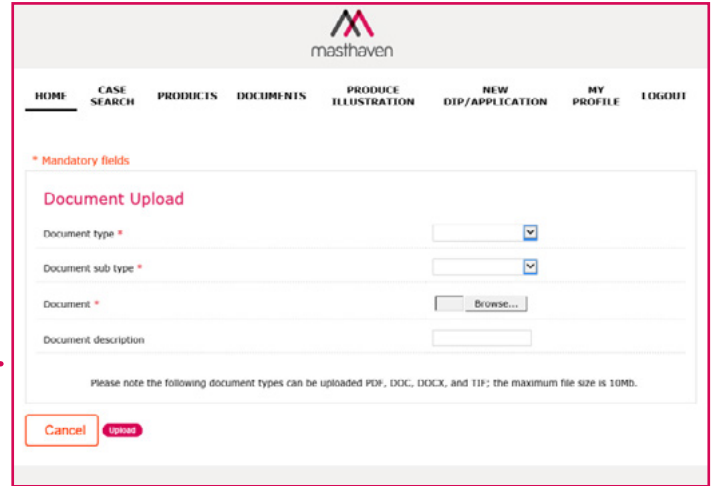 masthaven
HOME CASE SEARCH PRODUCTS DOCUMENTS PRODUCE ILLUSTRATION NEW DIP/APPLICATION MY PROFILE LOGOUT
* Mandatory fields
Document Upload
Document type *
Document sub type *
Document * Browse...
Document description
Please note the following document types can be uploaded PDF, DOC, DOCX, and TIF; the maximum file size is 10Mb.
Cancel Upload